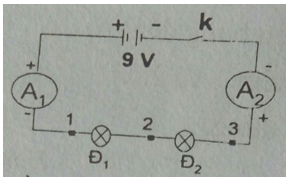 + - k
9 V
+ -
A1 A2
- +
1 2 3
Đ1 Đ2